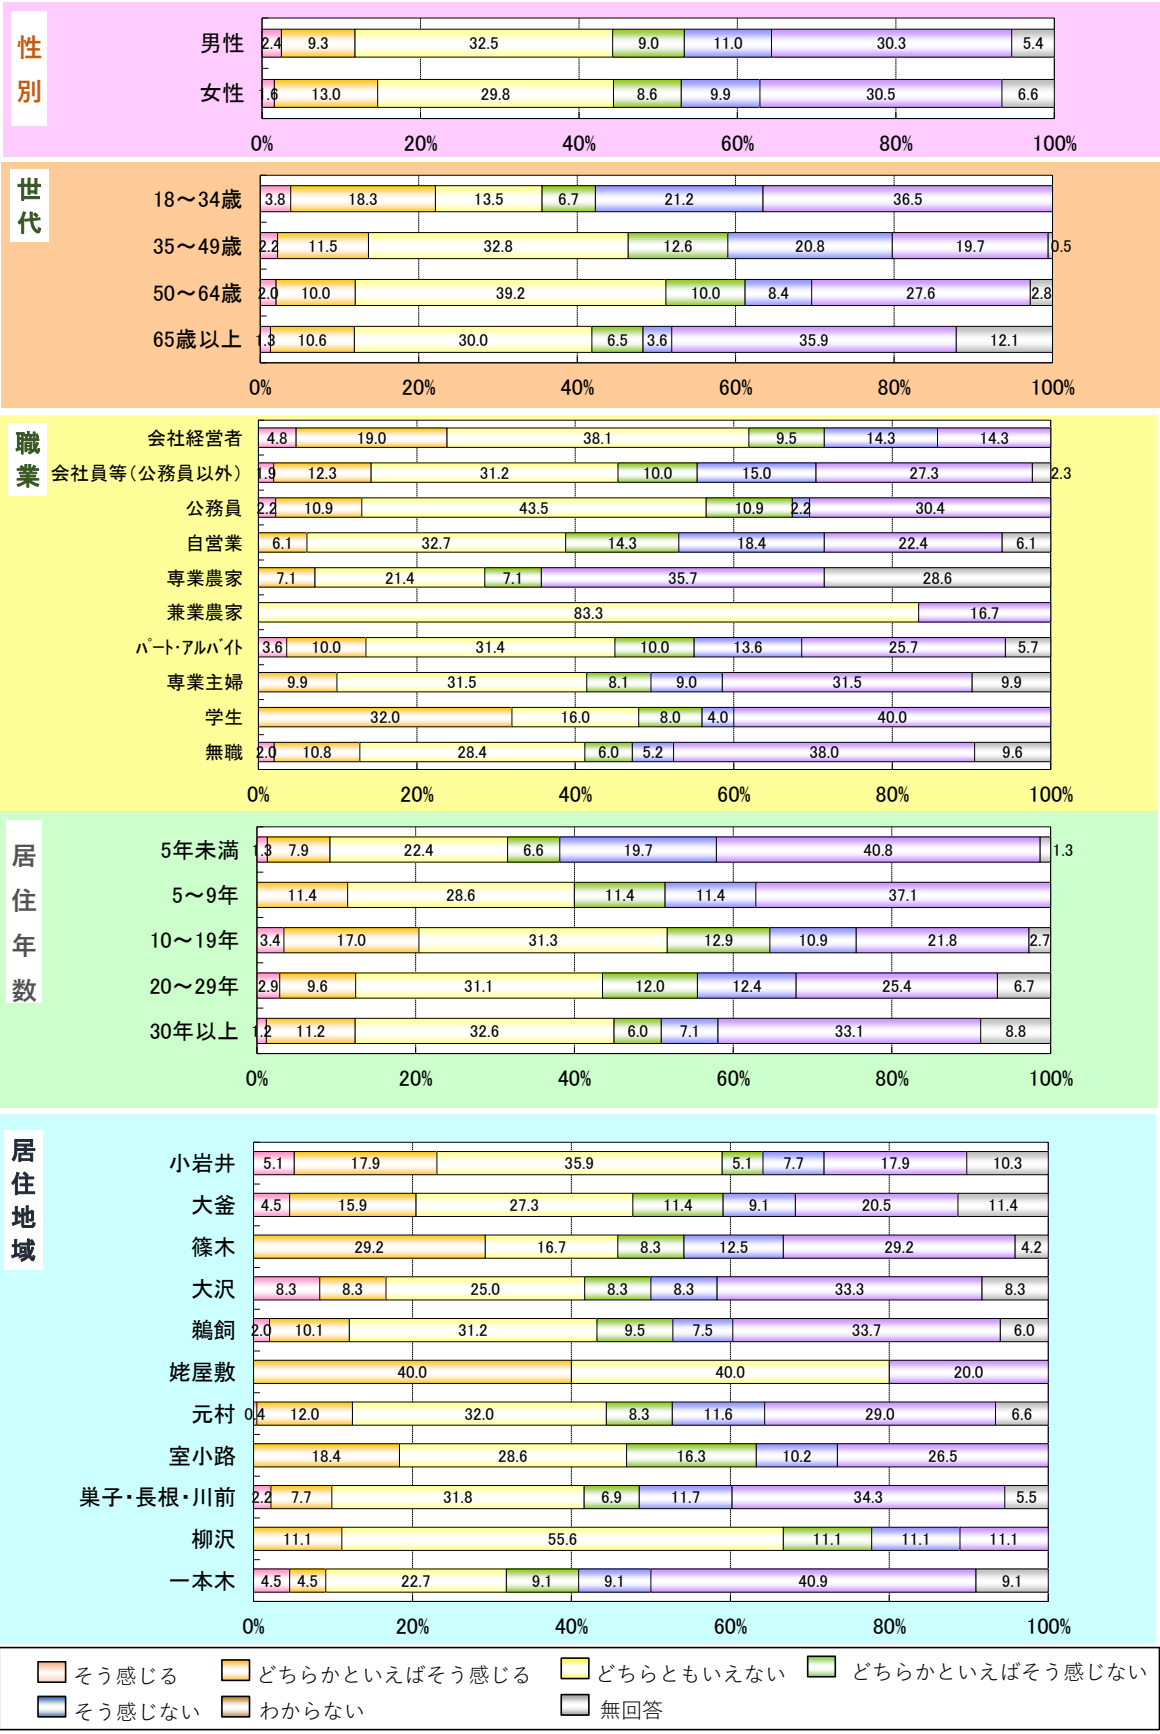 性別
男性 2.4 9.3 32.5 9.0 11.0 30.3 5.4
女性 1.6 13.0 29.8 8.6 9.9 30.5 6.6
0% 20% 40% 60% 80% 100%
世代
18～34歳 3.8 18.3 13.5 6.7 21.2 36.5
35～49歳 2.2 11.5 32.8 12.6 20.8 19.7 0.5
50～64歳 2.0 10.0 39.2 10.0 8.4 27.6 2.8
65歳以上 1.3 10.6 30.0 6.5 3.6 35.9 12.1
0% 20% 40% 60% 80% 100%
職業
会社経営者 4.8 19.0 38.1 9.5 14.3 14.3
会社員等(公務員以外) 1.9 12.3 31.2 10.0 15.0 27.3 2.3
公務員 2.2 10.9 43.5 10.9 2.2 30.4
自営業 6.1 32.7 14.3 18.4 22.4 6.1
専業農家 7.1 21.4 7.1 35.7 28.6
兼業農家 83.3 16.7
ﾊﾟｰﾄ･ｱﾙﾊﾞｲﾄ 3.6 10.0 31.4 10.0 13.6 25.7 5.7
専業主婦 9.9 31.5 8.1 9.0 31.5 9.9
学生 32.0 16.0 8.0 4.0 40.0
無職 2.0 10.8 28.4 6.0 5.2 38.0 9.6
0% 20% 40% 60% 80% 100%
居住年数
5年未満 1.3 7.9 22.4 6.6 19.7 40.8 1.3
5～9年 11.4 28.6 11.4 11.4 37.1
10～19年 3.4 17.0 31.3 12.9 10.9 21.8 2.7
20～29年 2.9 9.6 31.1 12.0 12.4 25.4 6.7
30年以上 1.2 11.2 32.6 6.0 7.1 33.1 8.8
0% 20% 40% 60% 80% 100%
居住地域
小岩井 5.1 17.9 35.9 5.1 7.7 17.9 10.3
大釜 4.5 15.9 27.3 11.4 9.1 20.5 11.4
篠木 29.2 16.7 8.3 12.5 29.2 4.2
大沢 8.3 8.3 25.0 8.3 8.3 33.3 8.3
鵜飼 2.0 10.1 31.2 9.5 7.5 33.7 6.0
姥屋敷 40.0 40.0 20.0
元村 0.4 12.0 32.0 8.3 11.6 29.0 6.6
室小路 18.4 28.6 16.3 10.2 26.5
巣子・長根・川前 2.2 7.7 31.8 6.9 11.7 34.3 5.5
柳沢 11.1 55.6 11.1 11.1 11.1
一本木 4.5 4.5 22.7 9.1 9.1 40.9 9.1
0% 20% 40% 60% 80% 100%
そう感じる どちらかといえばそう感じる どちらともいえない どちらかといえばそう感じない
そう感じない わからない 無回答